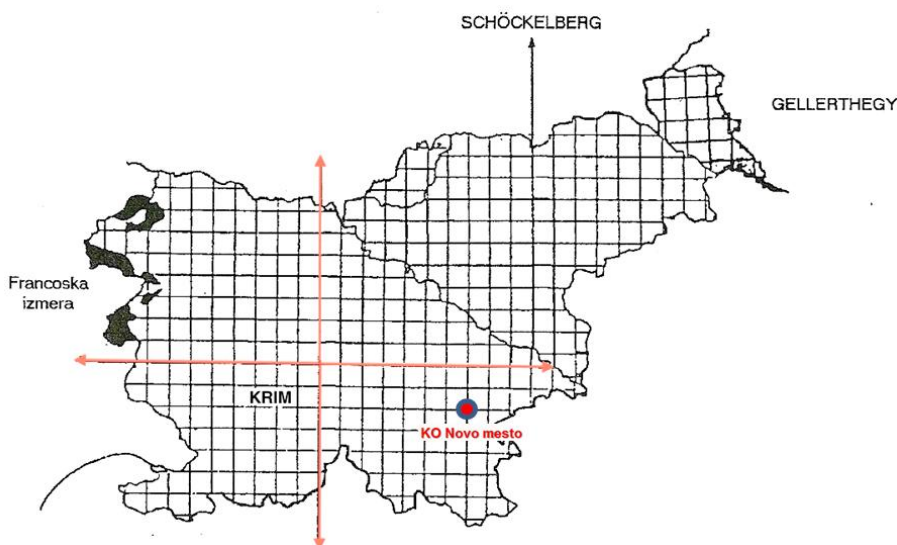 SCHÖCKELBERG
GELLERTHEGY
Francoska
izmera
KRIM
KO Novo mesto